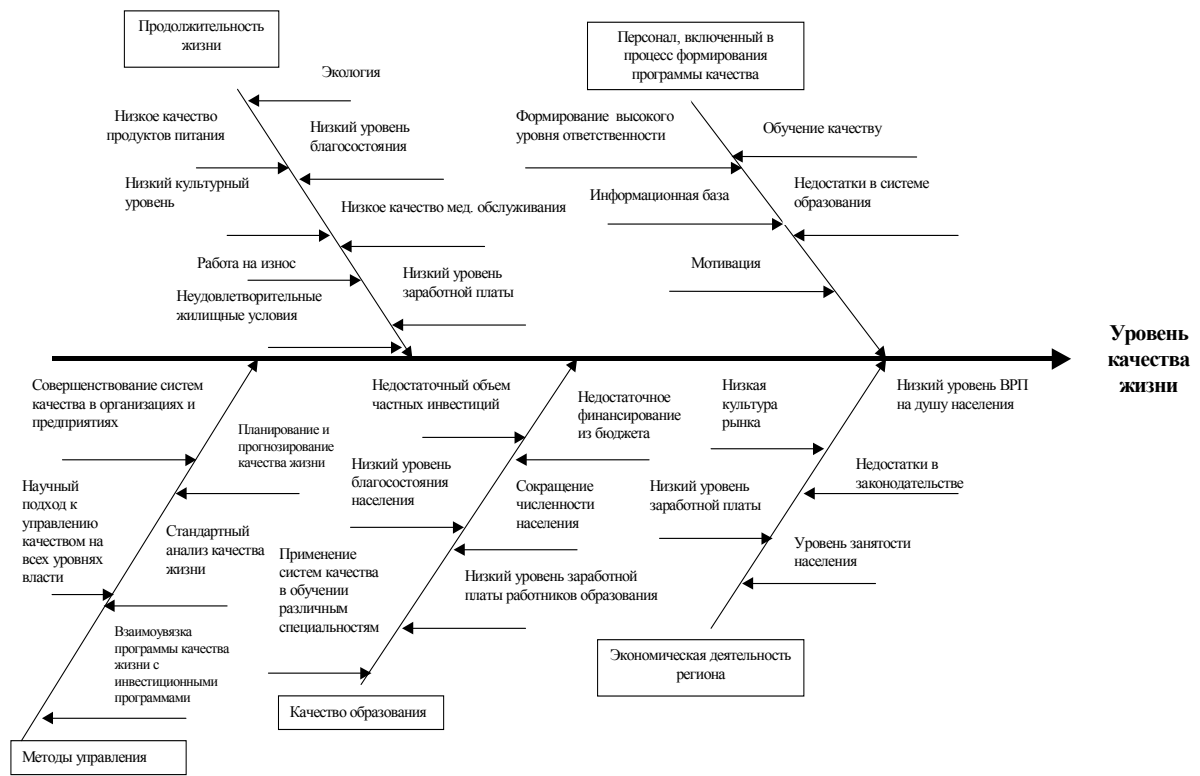 Продолжительность
жизни
Персонал, включенный в
процесс формирования
программы качества
Экология
Низкое качество
продуктов питания
Низкий уровень
благосостояния
Формирование высокого
уровня ответственности
Обучение качеству
Низкий культурный
уровень
Низкое качество мед. обслуживания
Информационная база
Недостатки в системе
образования
Работа на износ
Низкий уровень
заработной платы
Мотивация
Неудовлетворительные
жилищные условия
Уровень
качества
жизни
Совершенствование систем
качества в организациях и
предприятиях
Недостаточный объем
частных инвестиций
Недостаточное
финансирование
из бюджета
Низкая
культура
рынка
Низкий уровень ВРП
на душу населения
Планирование и
прогнозирование
качества жизни
Низкий уровень
благосостояния
населения
Недостатки в
законодательстве
Научный
подход к
управлению
качеством на
всех уровнях
власти
Стандартный
анализ качества
жизни
Сокращение
численности
населения
Низкий уровень
заработной платы
Уровень занятости
населения
Применение
систем качества
в обучении
различным
специальностям
Низкий уровень заработной
платы работников образования
Взаимоувязка
программы качества
жизни с
инвестиционными
программами
Экономическая деятельность
региона
Качество образования
Методы управления